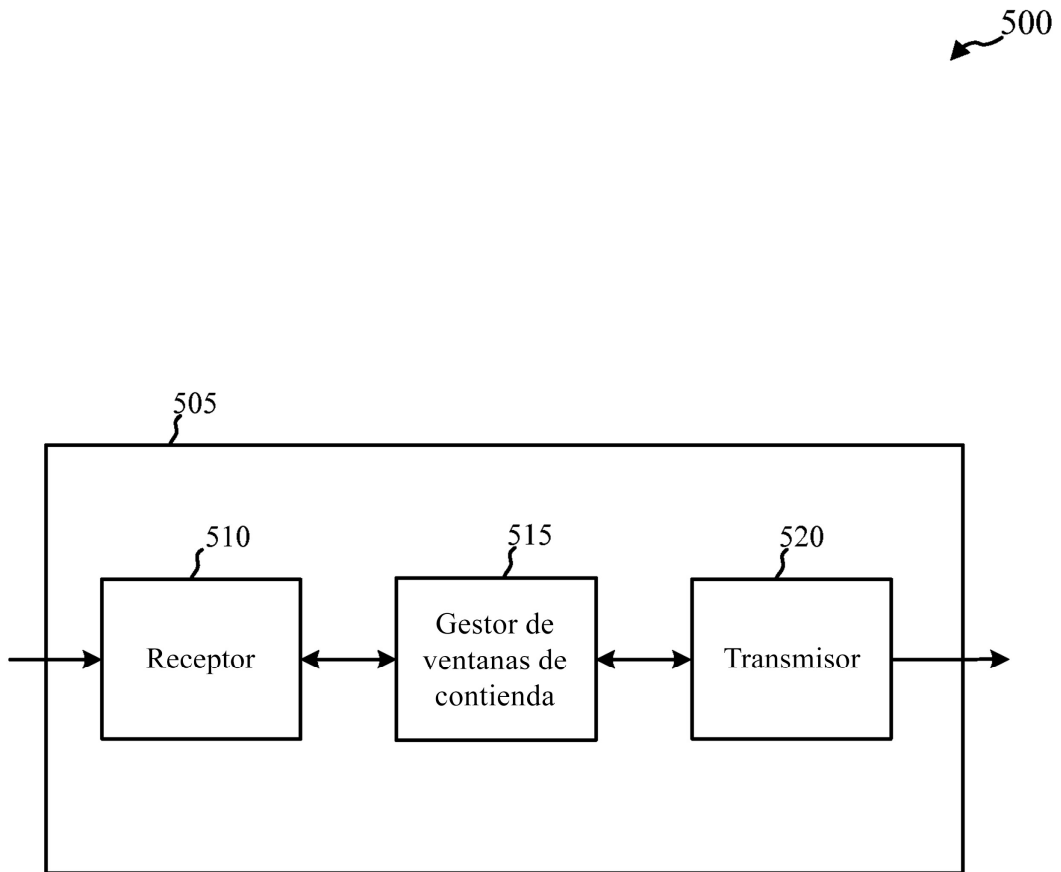 500
505
510
515
520
Receptor
Gestor de
ventanas de
contienda
Transmisor